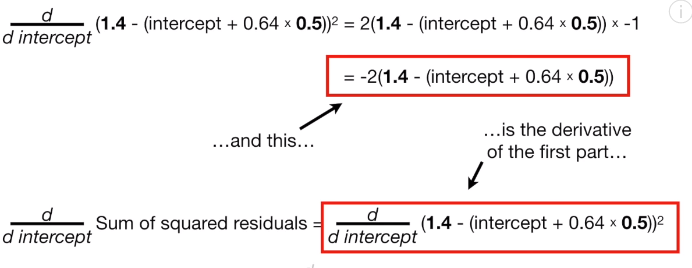 d/d intercept (1.4 - (intercept + 0.64 × 0.5))² = 2(1.4 - (intercept + 0.64 × 0.5)) × -1
= -2(1.4 - (intercept + 0.64 × 0.5))
...and this...
...is the derivative
of the first part...
d/d intercept Sum of squared residuals = d/d intercept (1.4 - (intercept + 0.64 × 0.5))²